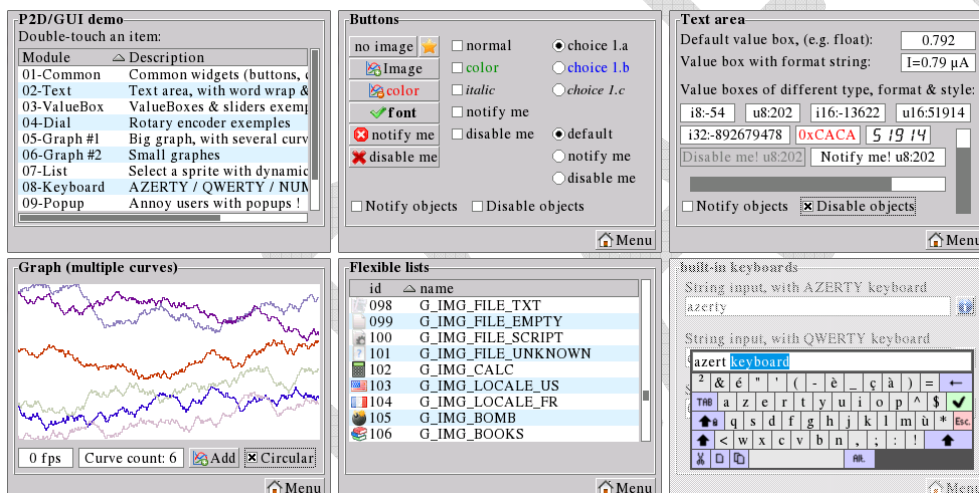 P2D/GUI demo
Double-touch an item:
Module Description
01-Common Common widgets (buttons, c
02-Text Text area, with word wrap &
03-ValueBox ValueBoxes & sliders exemp
04-Dial Rotary encoder exemples
05-Graph #1 Big graph, with several curv
06-Graph #2 Small graphes
07-List Select a sprite with dynamic
08-Keyboard AZERTY / QWERTY / NUM
09-Popup Annoy users with popups !
Buttons
no image normal choice 1.a
Image color choice 1.b
color italic choice 1.c
font notify me
notify me disable me default
disable me notify me
disable me
Notify objects Disable objects
Menu
Text area
Default value box, (e.g. float): 0.792
Value box with format string: I=0.79 µA
Value boxes of different type, format & style:
i8:-54 u8:202 i16:-13622 u16:51914
i32:-892679478 0xCACA 51914
Disable me! u8:202 Notify me! u8:202
Notify objects Disable objects
Menu
Graph (multiple curves)
0 fps Curve count: 6 Add Circular
Menu
Flexible lists
id name
098 G_IMG_FILE_TXT
099 G_IMG_FILE_EMPTY
100 G_IMG_FILE_SCRIPT
101 G_IMG_FILE_UNKNOWN
102 G_IMG_CALC
103 G_IMG_LOCALE_US
104 G_IMG_LOCALE_FR
105 G_IMG_BOMB
106 G_IMG_BOOKS
Menu
built-in keyboards
String input, with AZERTY keyboard
azerty
String input, with QWERTY keyboard
azert keyboard
² & é " ' ( - è _ ç à ) =
TAB a z e r t y u i o p ^ $
q s d f g h j k l m ù * Esc.
< w x c v b n , ; : !
Menu